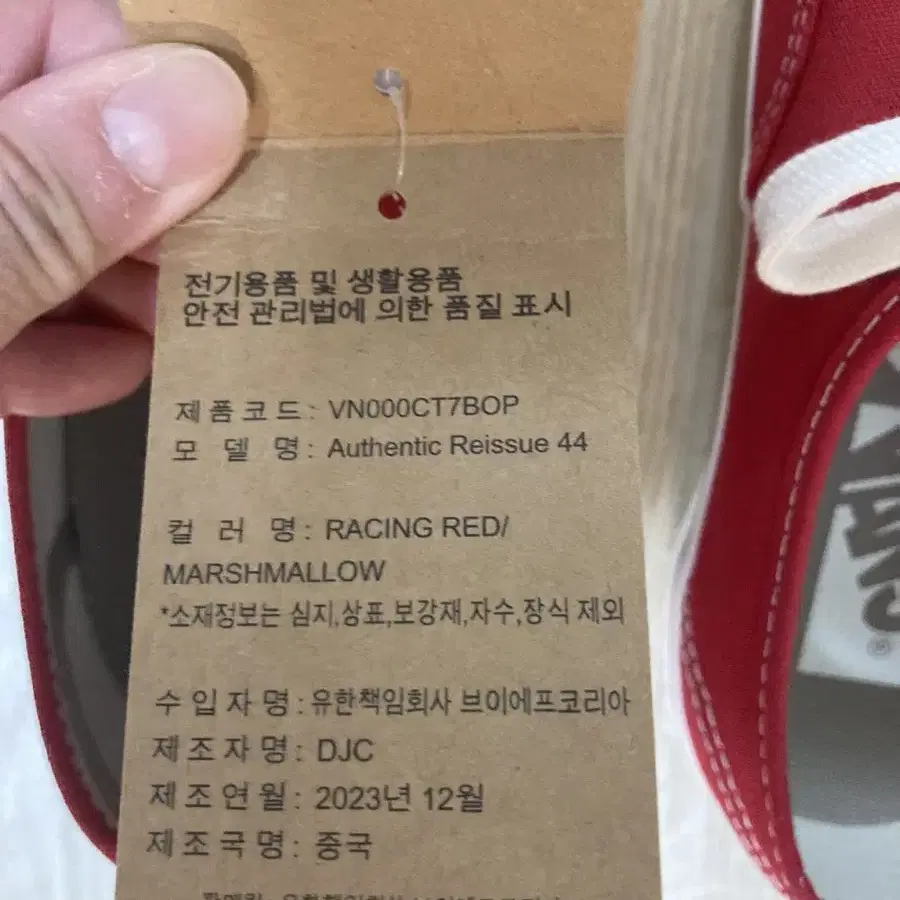 전기용품 및 생활용품
안전 관리법에 의한 품질 표시
제품코드: VN000CT7BOP
모 델 명: Authentic Reissue 44
컬 러 명: RACING RED/
MARSHMALLOW
*소재정보는 심지,상표,보강재,자수,장식 제외
수입자명:유한책임회사 브이에프코리아
제조자명: DJC
제조연월: 2023년 12월
제조국명: 중국
VANS
®